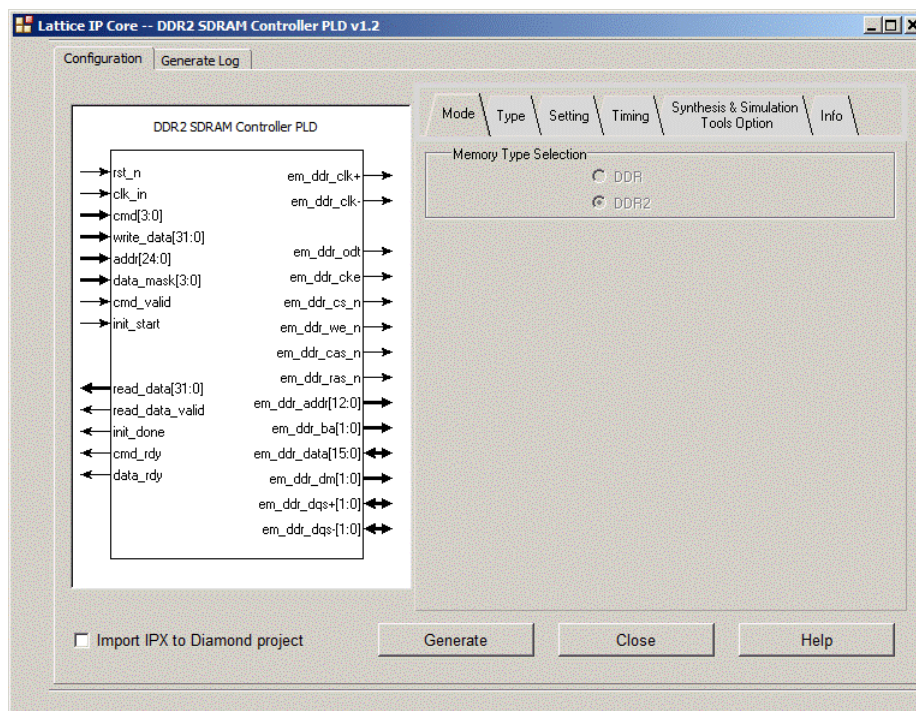 Lattice IP Core -- DDR2 SDRAM Controller PLD v1.2
Configuration
Generate Log
DDR2 SDRAM Controller PLD
rst_n
clk_in
cmd[3:0]
write_data[31:0]
addr[24:0]
data_mask[3:0]
cmd_valid
init_start
read_data[31:0]
read_data_valid
init_done
cmd_rdy
data_rdy
em_ddr_clk+
em_ddr_clk-
em_ddr_odt
em_ddr_cke
em_ddr_cs_n
em_ddr_we_n
em_ddr_cas_n
em_ddr_ras_n
em_ddr_addr[12:0]
em_ddr_ba[1:0]
em_ddr_data[15:0]
em_ddr_dm[1:0]
em_ddr_dqs+[1:0]
em_ddr_dqs-[1:0]
Mode
Type
Setting
Timing
Synthesis & Simulation
Tools Option
Info
Memory Type Selection
DDR
DDR2
Import IPX to Diamond project
Generate
Close
Help